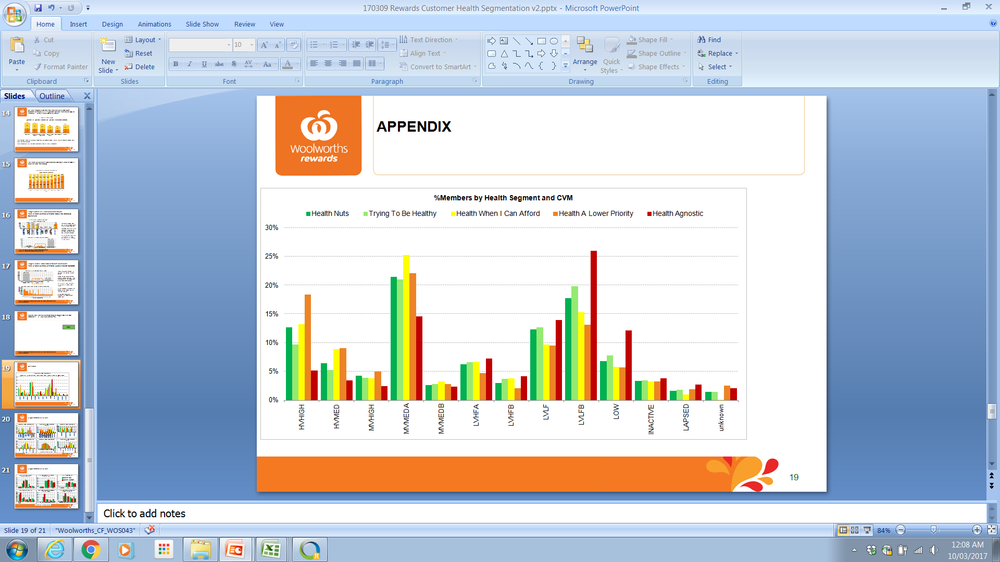 170309 Rewards Customer Health Segmentation v2.pptx - Microsoft PowerPoint
Home Insert Design Animations Slide Show Review View
Paste
Cut
Copy
Format Painter
Clipboard
New Slide
Layout
Reset
Delete
Slides
10
B I U abc S AV Aa A
Font
Text Direction
Align Text
Convert to SmartArt
Paragraph
Arrange
Quick Styles
Shape Fill
Shape Outline
Shape Effects
Drawing
Find
Replace
Select
Editing
Slides Outline
14
15
16
17
18
19
20
21
Woolworths
rewards
APPENDIX
%Members by Health Segment and CVM
Health Nuts Trying To Be Healthy Health When I Can Afford Health A Lower Priority Health Agnostic
30%
25%
20%
15%
10%
5%
0%
HVHIGH HVMED MVHIGH MVMEDA MVMEDB LVHFA LVHFB LVLF LVLFB LOW INACTIVE LAPSED unknown
19
Click to add notes
Slide 19 of 21 "Woolworths_CF_WOS043" 84%
12:08 AM
10/03/2017